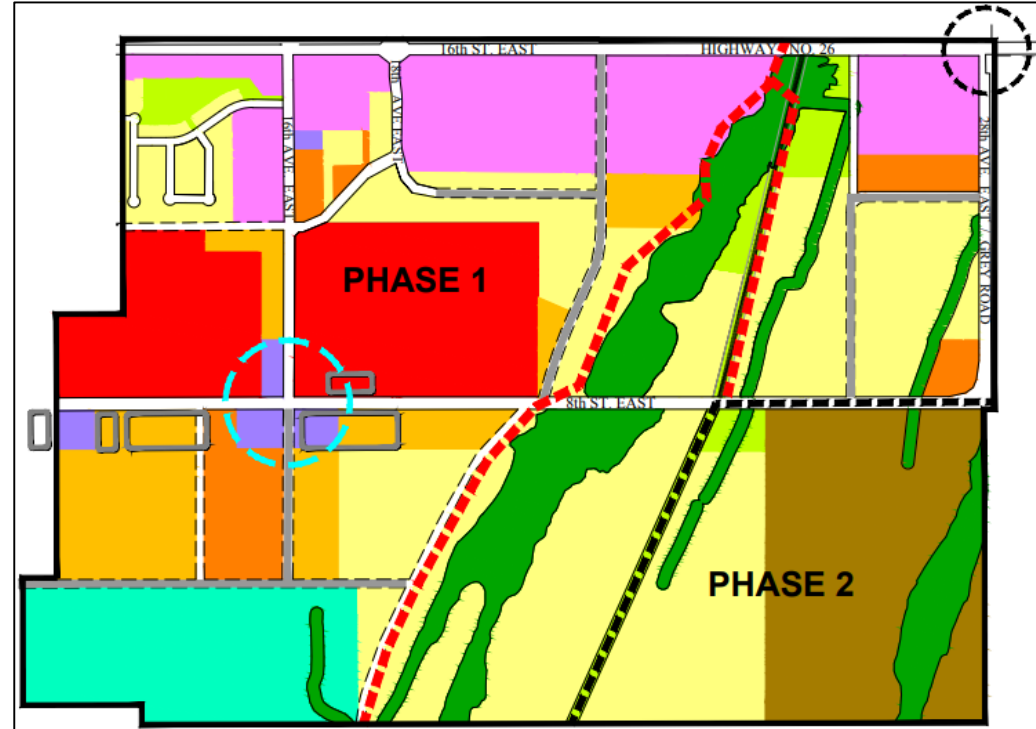 16th ST. EAST
HIGHWAY NO. 26
18th AVE EAST
16th AVE. EAST
28th AVE. EAST / GREY ROAD
PHASE 1
8th ST. EAST
PHASE 2